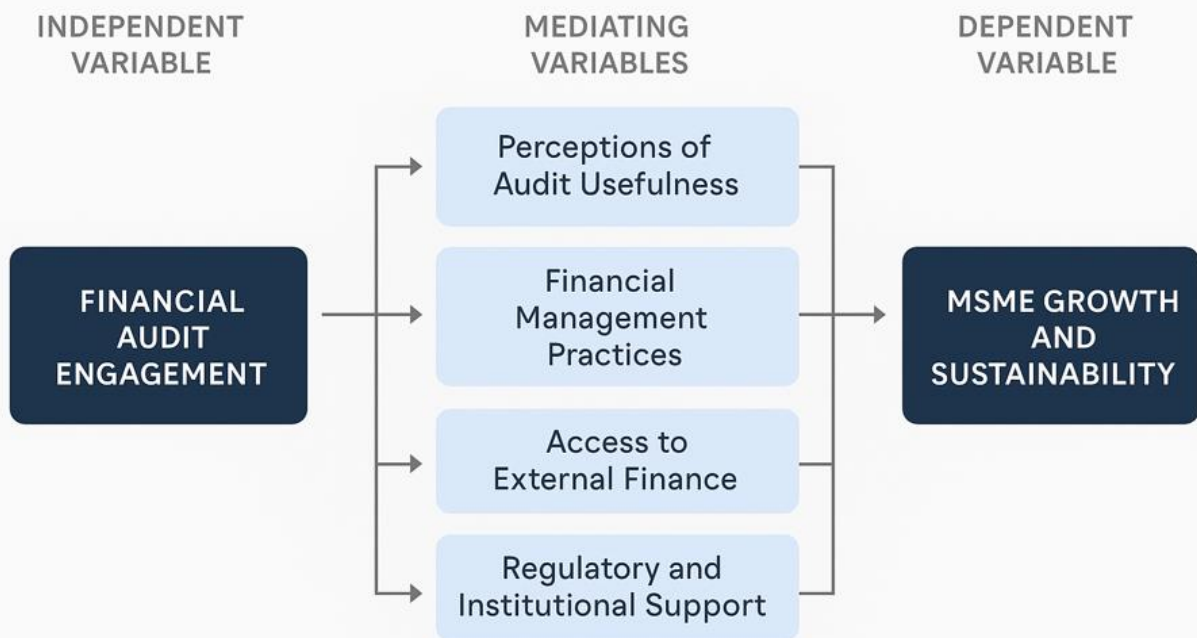 INDEPENDENT
VARIABLE
MEDIATING
VARIABLES
DEPENDENT
VARIABLE
FINANCIAL
AUDIT
ENGAGEMENT
Perceptions of
Audit Usefulness
Financial
Management
Practices
Access to
External Finance
Regulatory and
Institutional Support
MSME GROWTH
AND
SUSTAINABILITY